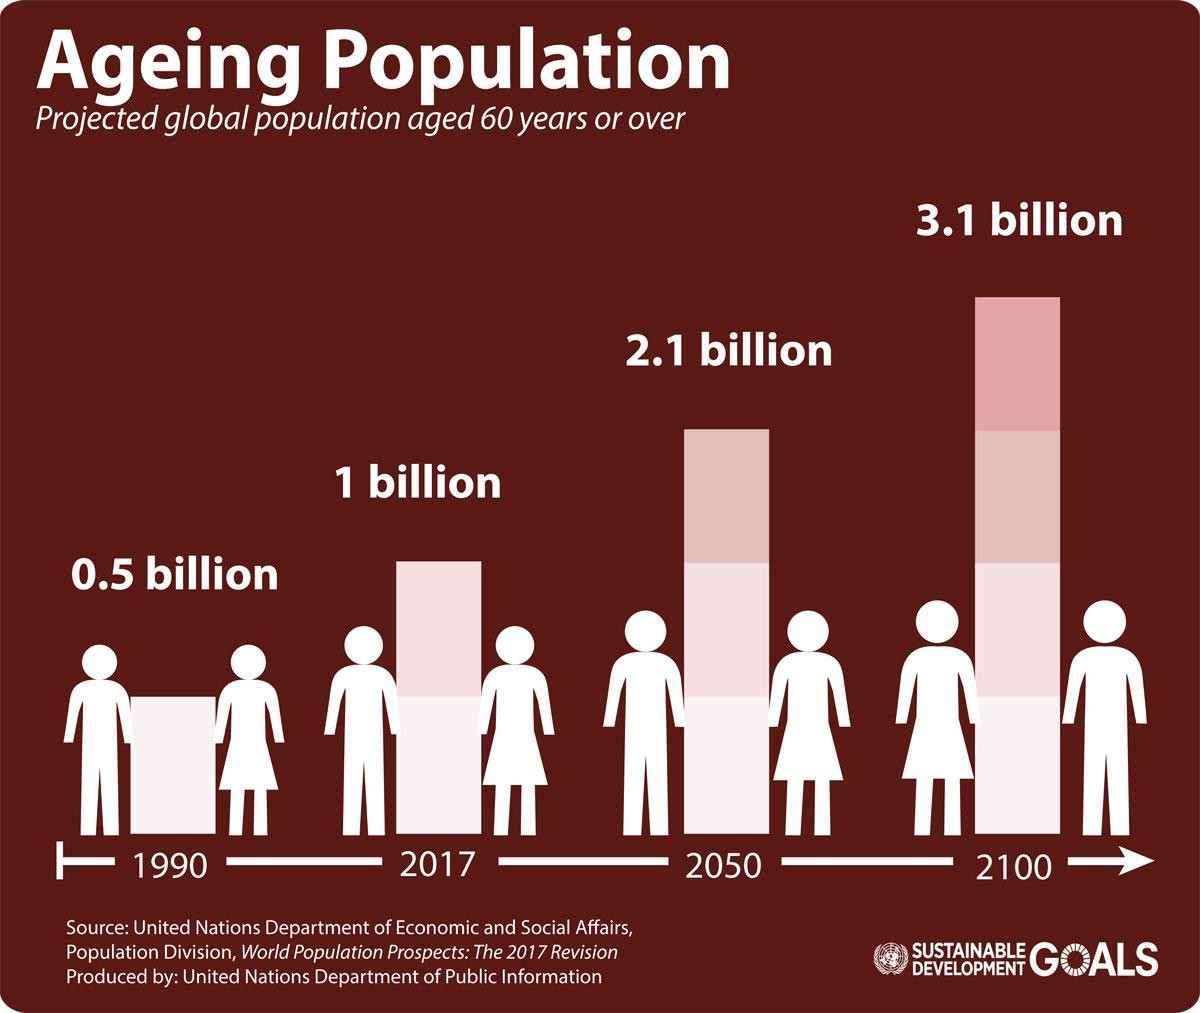 Ageing Population
Projected global population aged 60 years or over
3.1 billion
2.1 billion
1 billion
0.5 billion
1990
2017
2050
2100
Source: United Nations Department of Economic and Social Affairs,
Population Division, World Population Prospects: The 2017 Revision
Produced by: United Nations Department of Public Information
SUSTAINABLE
DEVELOPMENT
GOALS